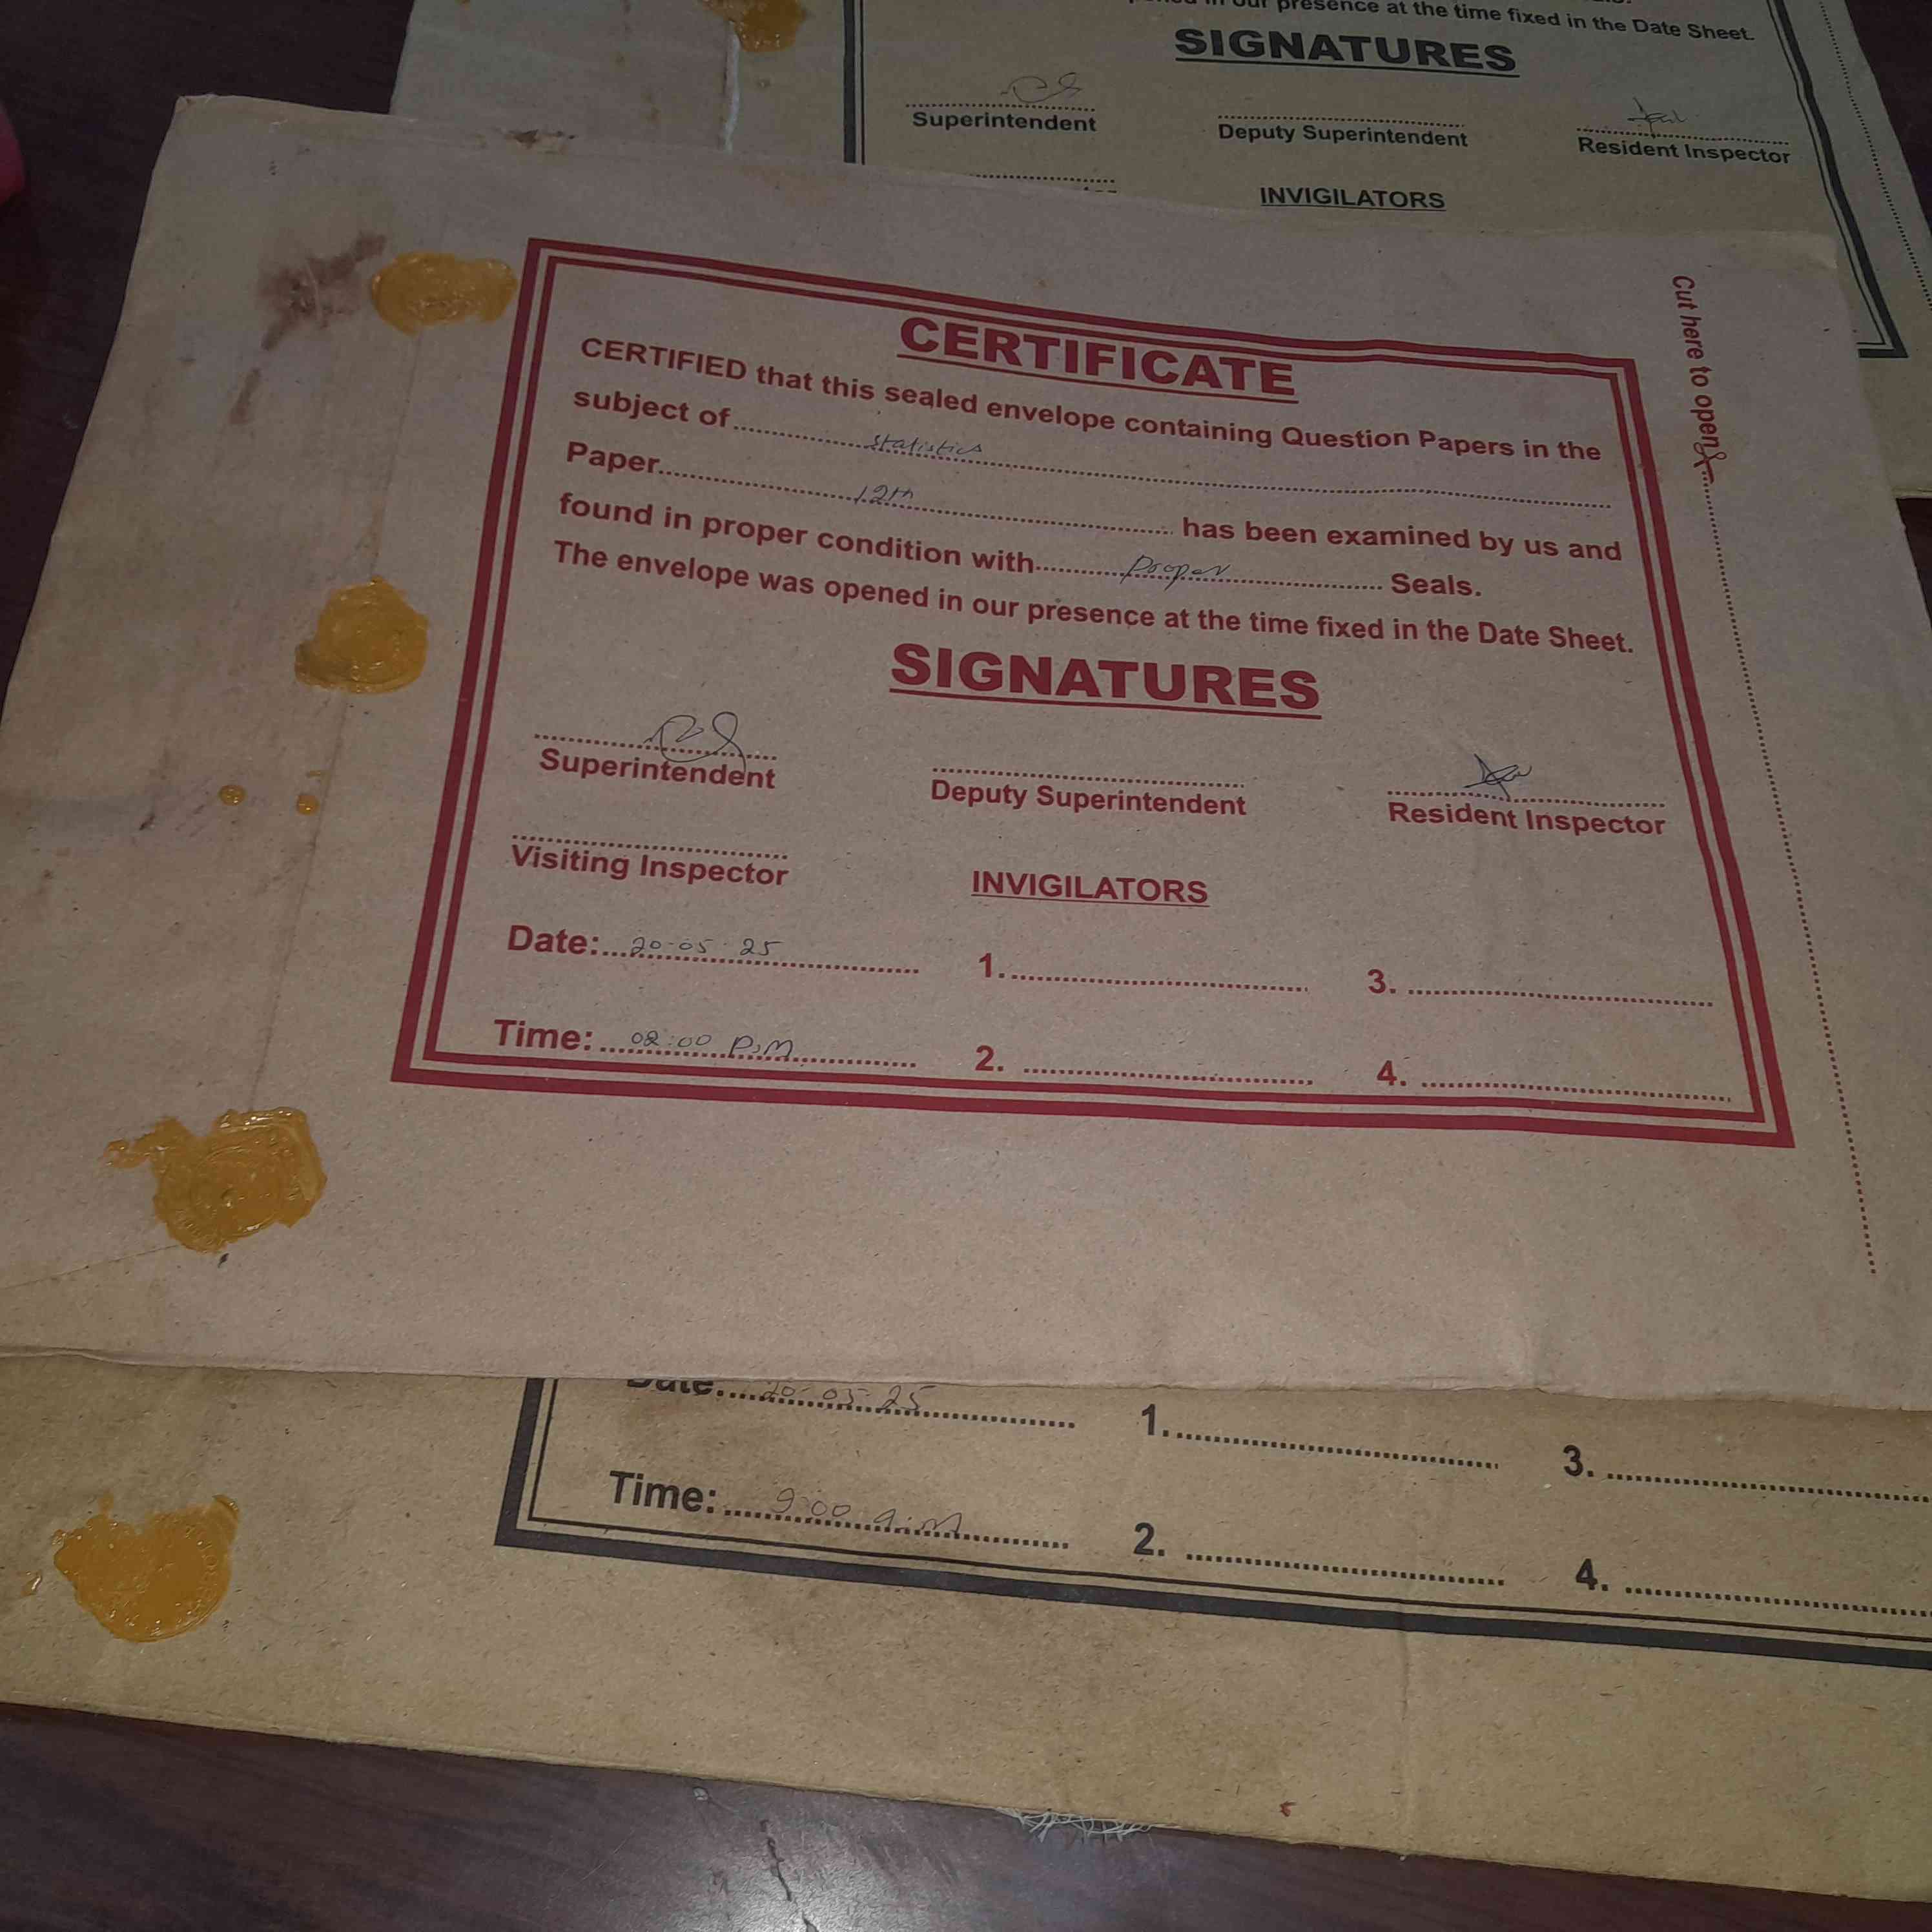 presence at the time fixed in the Date Sheet.
SIGNATURES
Superintendent
Deputy Superintendent
Resident Inspector
INVIGILATORS
Cut here to open
CERTIFICATE
CERTIFIED that this sealed envelope containing Question Papers in the
subject of statistics
Paper 12th has been examined by us and
found in proper condition with Proper Seals.
The envelope was opened in our presence at the time fixed in the Date Sheet.
SIGNATURES
Superintendent
Deputy Superintendent
Resident Inspector
Visiting Inspector
INVIGILATORS
Date: 20-05-25
1.
3.
Time: 02:00 P.M
2.
4.
Date: 20-05-25
1.
3.
Time: 9:00 a.m
2.
4.